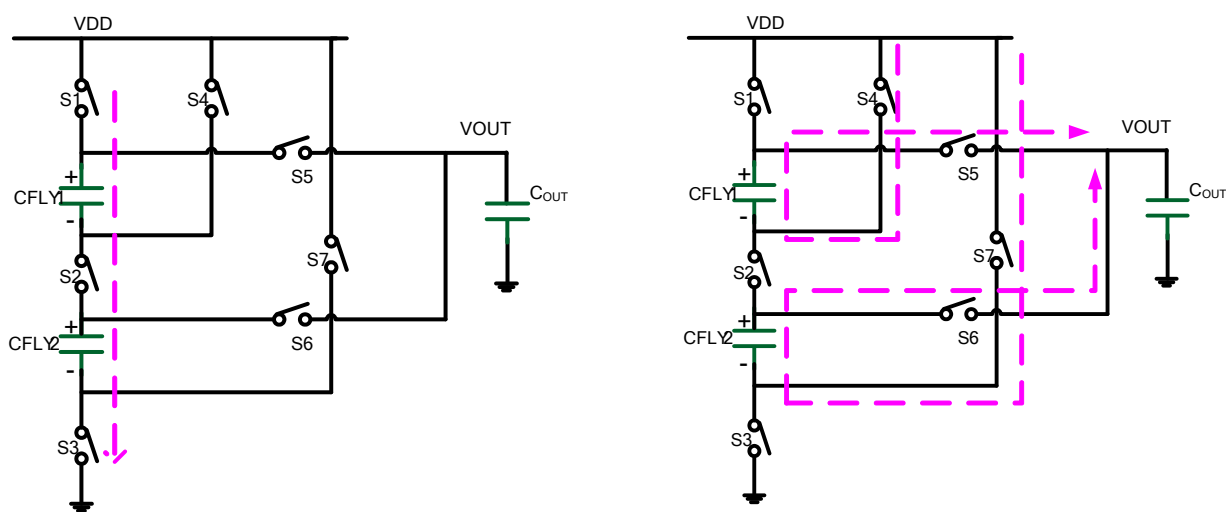 VDD
S1
S4
VOUT
S5
+
CFLY1
-
COUT
S2
S7
+
CFLY2
-
S6
S3
VDD
S1
S4
VOUT
S5
+
CFLY1
-
COUT
S2
S7
+
CFLY2
-
S6
S3